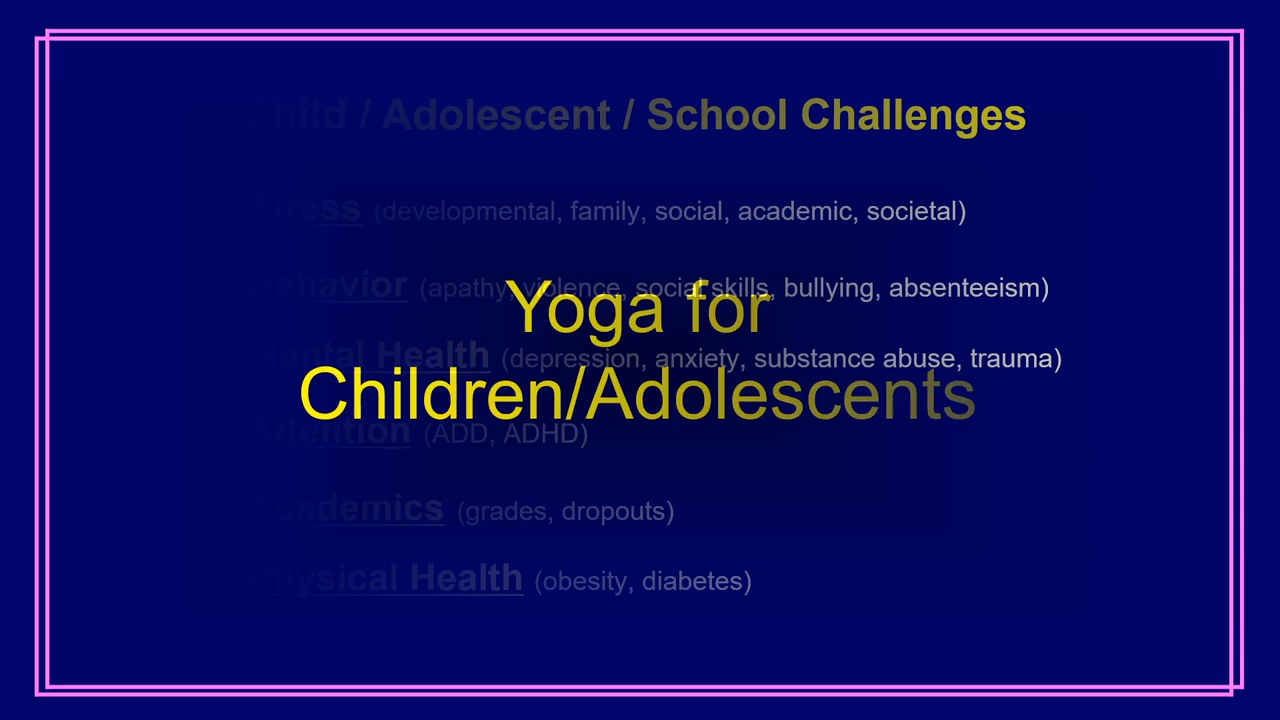 Child / Adolescent / School Challenges
Stress (developmental, family, social, academic, societal)
Behavior (apathy, violence, social skills, bullying, absenteeism)
Mental Health (depression, anxiety, substance abuse, trauma)
Attention (ADD, ADHD)
Academics (grades, dropouts)
Physical Health (obesity, diabetes)
Yoga for
Children/Adolescents